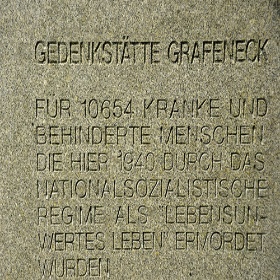 GEDENKSTÄTTE GRAFENECK
FÜR 10654 KRANKE UND
BEHINDERTE MENSCHEN
DIE HIER 1940 DURCH DAS
NATIONALSOZIALISTISCHE
REGIME ALS "LEBENSUN-
WERTES LEBEN" ERMORDET
WURDEN